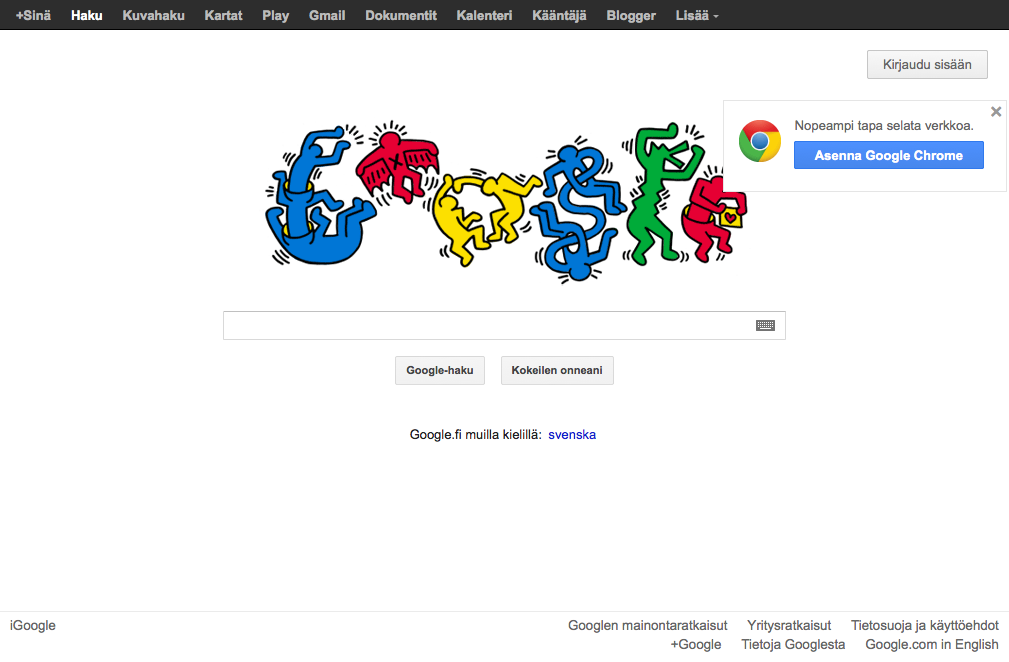 +Sinä Haku Kuvahaku Kartat Play Gmail Dokumentit Kalenteri Kääntäjä Blogger Lisää
Kirjaudu sisään
Nopeampi tapa selata verkkoa.
Asenna Google Chrome
Google-haku Kokeilen onneani
Google.fi muilla kielillä: svenska
iGoogle Googlen mainontaratkaisut Yritysratkaisut Tietosuoja ja käyttöehdot
+Google Tietoja Googlesta Google.com in English